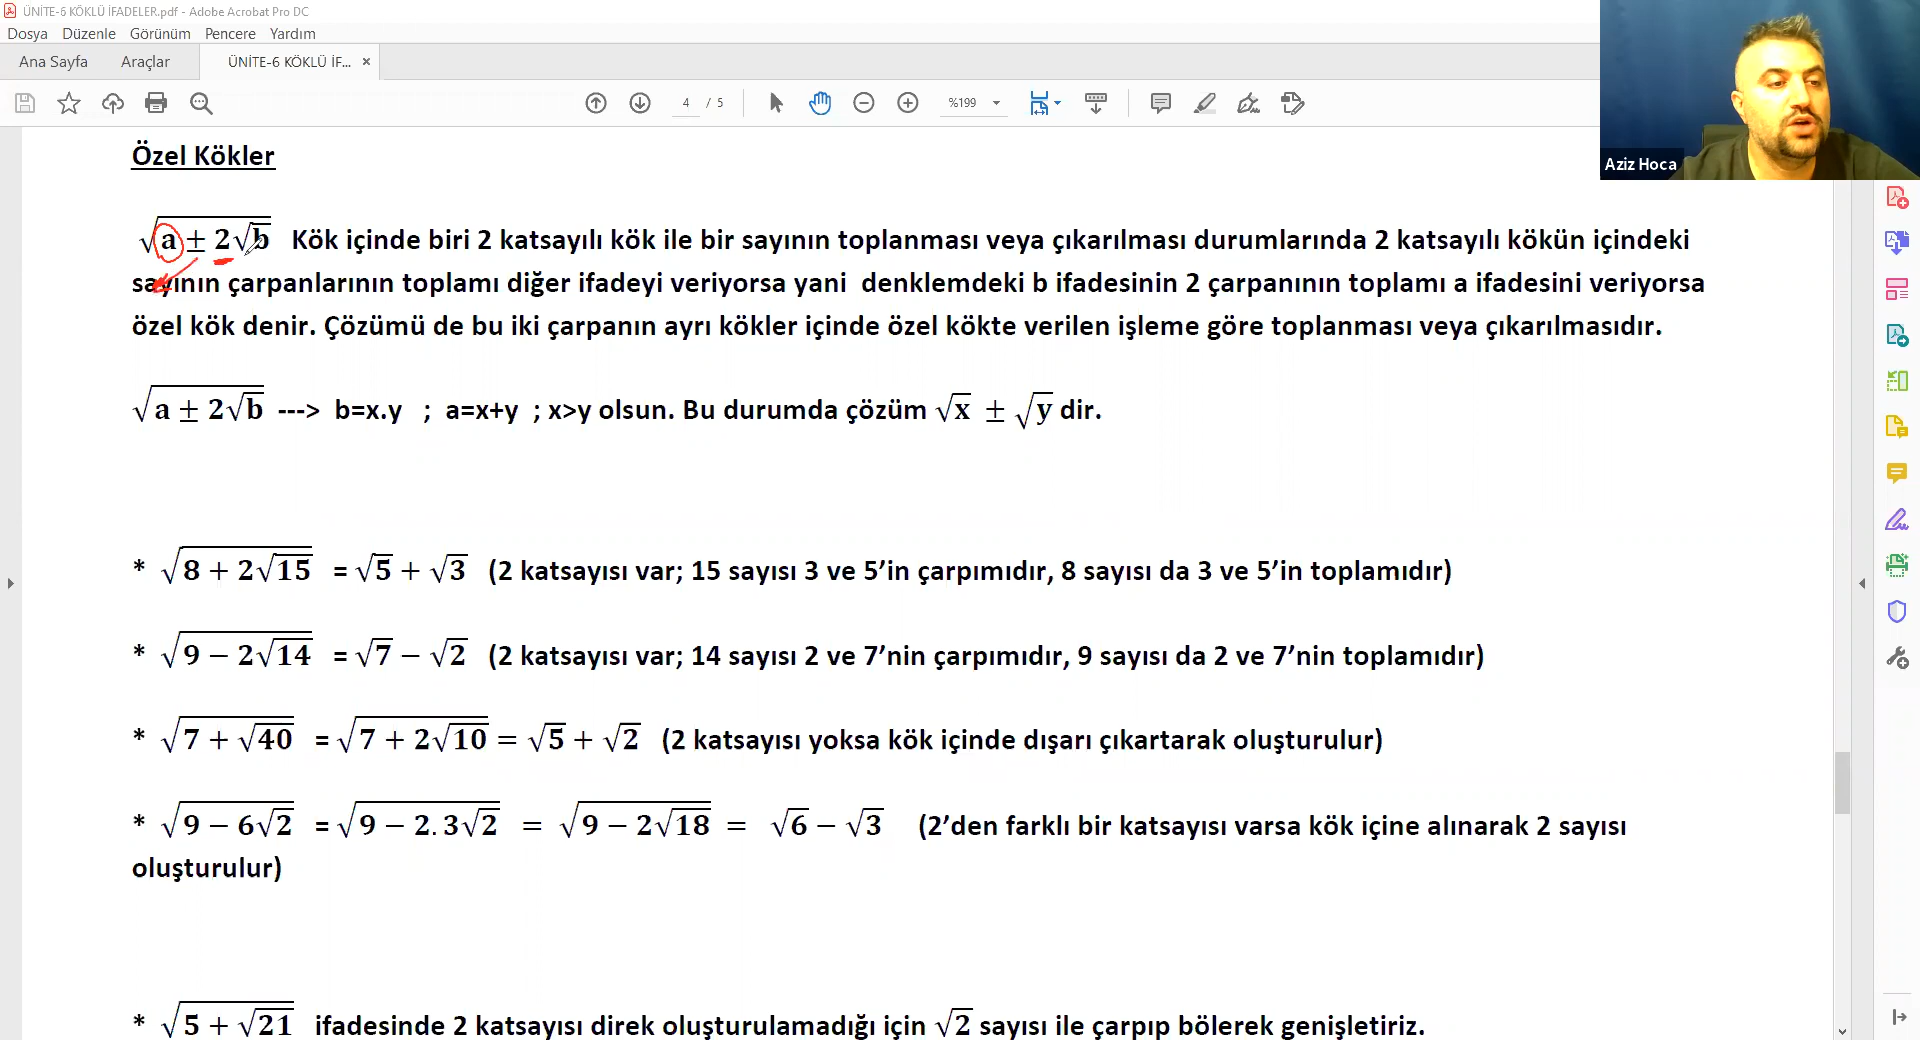 ÜNİTE-6 KÖKLÜ İFADELER.pdf - Adobe Acrobat Pro DC
Dosya Düzenle Görünüm Pencere Yardım
Ana Sayfa Araçlar ÜNİTE-6 KÖKLÜ İF... ×
4 / 5 %199
Aziz Hoca
Özel Kökler
√(a ± 2√b) Kök içinde biri 2 katsayılı kök ile bir sayının toplanması veya çıkarılması durumlarında 2 katsayılı kökün içindeki
sayının çarpanlarının toplamı diğer ifadeyi veriyorsa yani denklemdeki b ifadesinin 2 çarpanının toplamı a ifadesini veriyorsa
özel kök denir. Çözümü de bu iki çarpanın ayrı kökler içinde özel kökte verilen işleme göre toplanması veya çıkarılmasıdır.
√(a ± 2√b) ---> b=x.y ; a=x+y ; x>y olsun. Bu durumda çözüm √x ± √y dir.
* √(8 + 2√15) = √5 + √3 (2 katsayısı var; 15 sayısı 3 ve 5’in çarpımıdır, 8 sayısı da 3 ve 5’in toplamıdır)
* √(9 − 2√14) = √7 − √2 (2 katsayısı var; 14 sayısı 2 ve 7’nin çarpımıdır, 9 sayısı da 2 ve 7’nin toplamıdır)
* √(7 + √40) = √(7 + 2√10) = √5 + √2 (2 katsayısı yoksa kök içinde dışarı çıkartarak oluşturulur)
* √(9 − 6√2) = √(9 − 2.3√2) = √(9 − 2√18) = √6 − √3 (2’den farklı bir katsayısı varsa kök içine alınarak 2 sayısı
oluşturulur)
* √(5 + √21) ifadesinde 2 katsayısı direk oluşturulamadığı için √2 sayısı ile çarpıp bölerek genişletiriz.